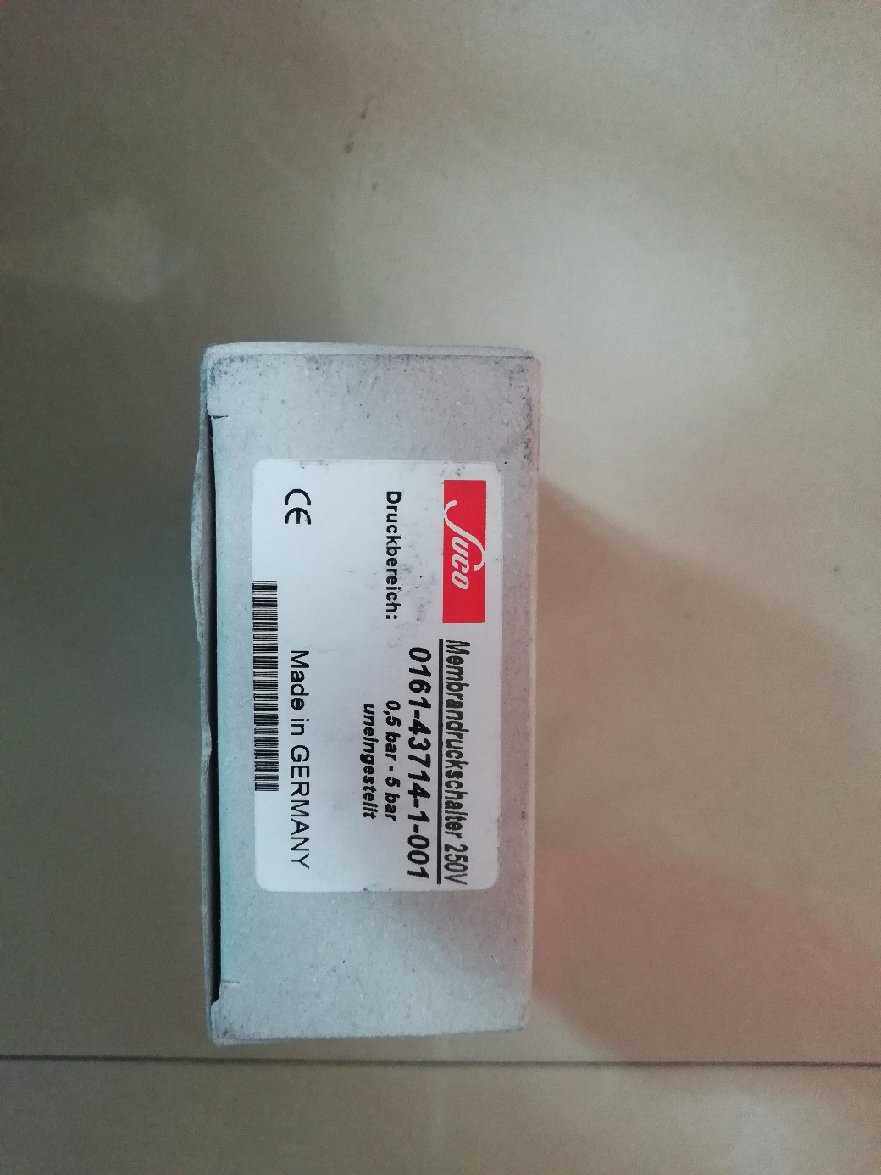 Suco
Membrandruckschalter 250V
0161-43714-1-001
Druckbereich: 0,5 bar - 5 bar
uneingestellt
CE
Made in GERMANY